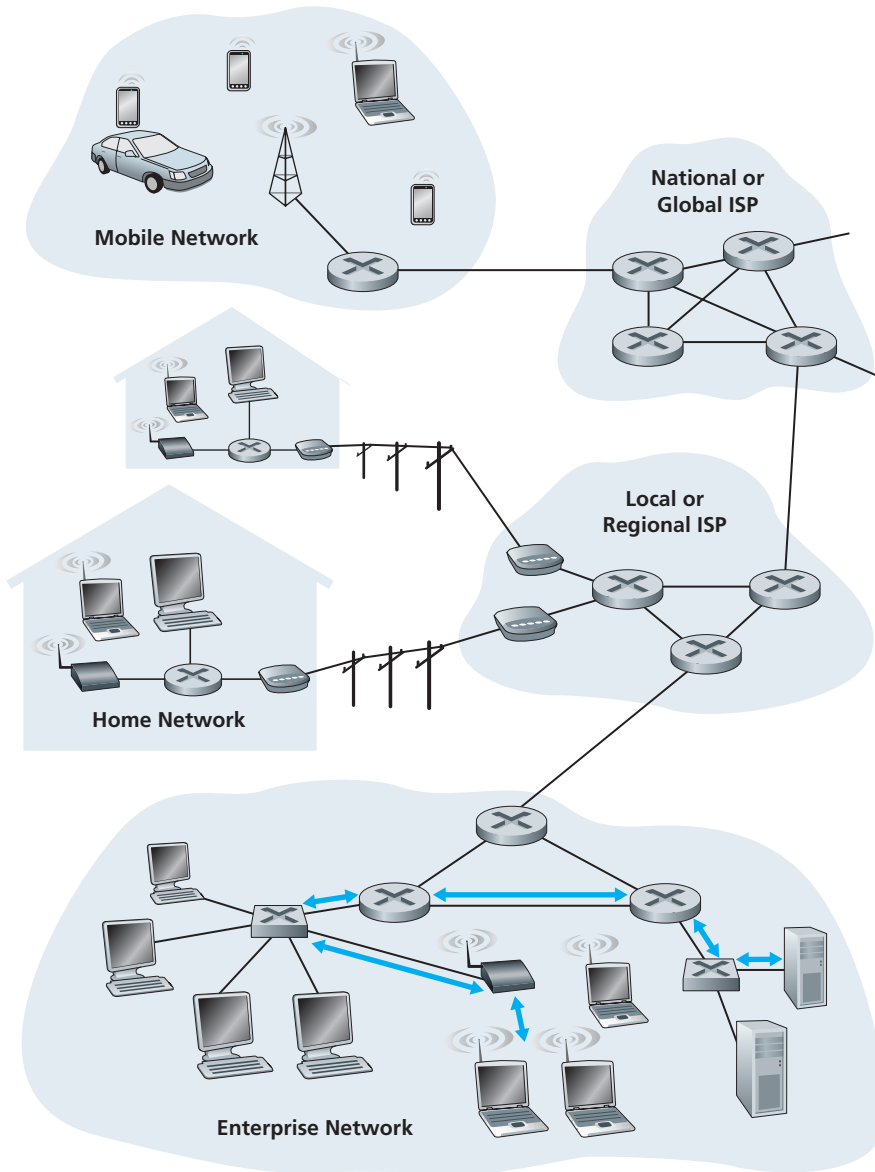 National or
Global ISP
Mobile Network
Local or
Regional ISP
Home Network
Enterprise Network